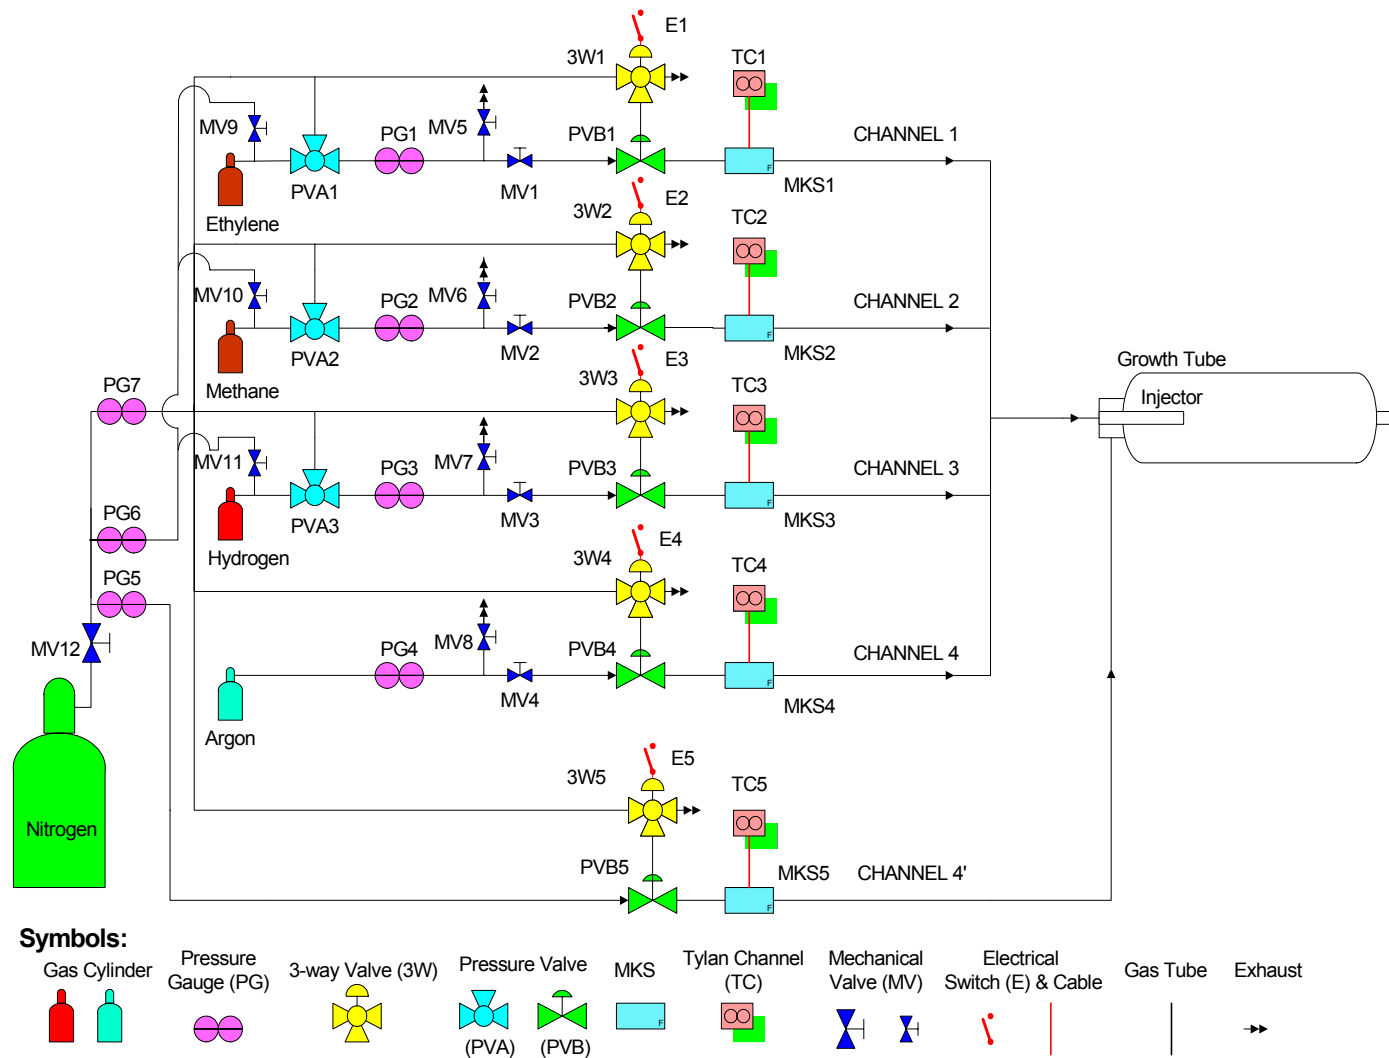 E1
3W1
TC1
MV9
MV5
PG1
PVB1
CHANNEL 1
PVA1
MV1
F
MKS1
Ethylene
E2
3W2
TC2
MV10
MV6
PG2
PVB2
CHANNEL 2
PVA2
MV2
F
MKS2
Methane
E3
3W3
TC3
Growth Tube
Injector
PG7
MV11
MV7
PG3
PVB3
CHANNEL 3
PVA3
MV3
F
MKS3
PG6
Hydrogen
E4
3W4
TC4
PG5
MV12
MV8
PG4
PVB4
CHANNEL 4
MV4
F
MKS4
Argon
E5
3W5
TC5
Nitrogen
PVB5
MKS5
CHANNEL 4'
F
Symbols:
Gas Cylinder
Pressure
Gauge (PG)
3-way Valve (3W)
Pressure Valve
(PVA)
(PVB)
MKS
F
Tylan Channel
(TC)
Mechanical
Valve (MV)
Electrical
Switch (E) & Cable
Gas Tube
Exhaust